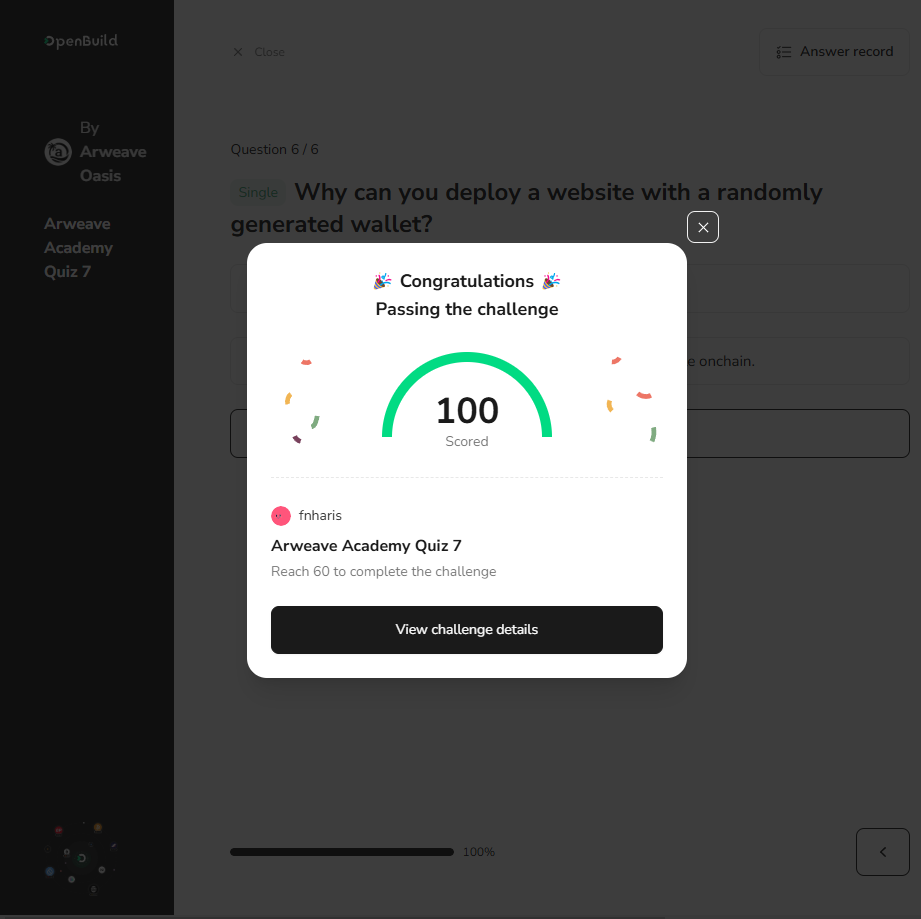 OpenBuild
By
Arweave
Oasis
Arweave
Academy
Quiz 7
Close
Answer record
Question 6 / 6
Single Why can you deploy a website with a randomly
generated wallet?
onchain.
🎉 Congratulations 🎉
Passing the challenge
100
Scored
fnharis
Arweave Academy Quiz 7
Reach 60 to complete the challenge
View challenge details
100%